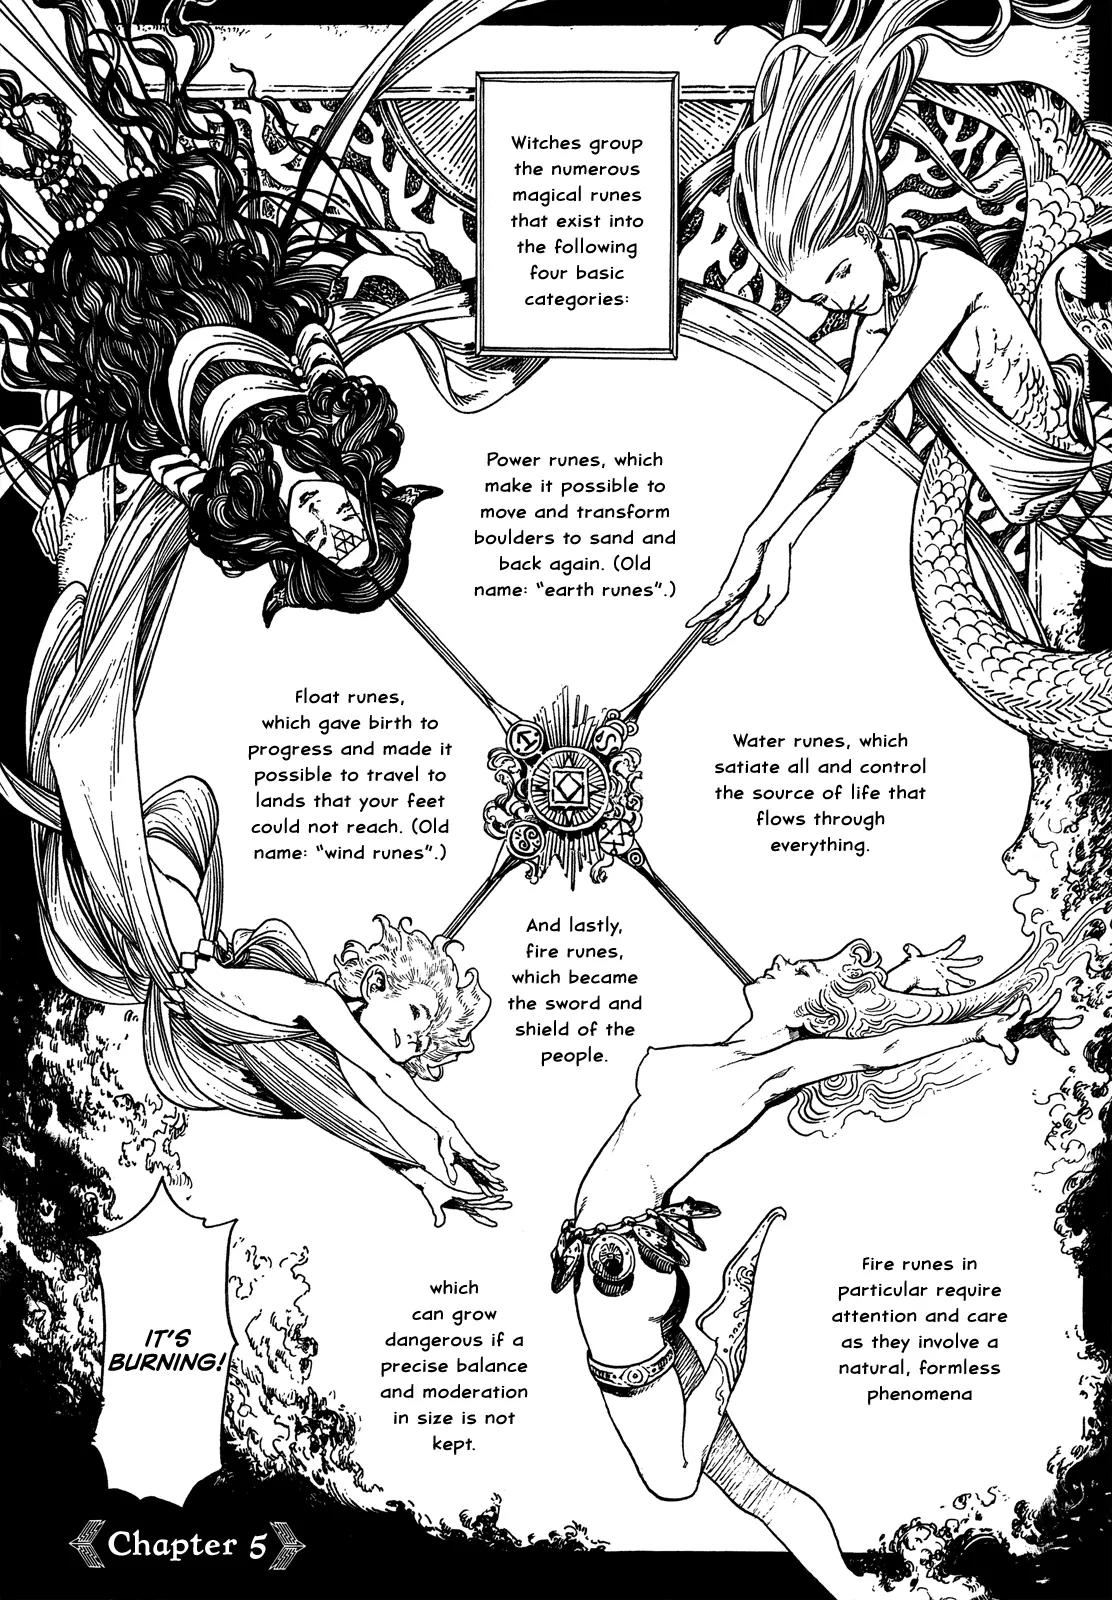 Witches group
the numerous
magical runes
that exist into
the following
four basic
categories:
Power runes, which
make it possible to
move and transform
boulders to sand and
back again. (Old
name: "earth runes".)
Float runes,
which gave birth to
progress and made it
possible to travel to
lands that your feet
could not reach. (Old
name: "wind runes".)
Water runes, which
satiate all and control
the source of life that
flows through
everything.
And lastly,
fire runes,
which became
the sword and
shield of the
people.
Fire runes in
particular require
attention and care
as they involve a
natural, formless
phenomena
which
can grow
dangerous if a
precise balance
and moderation
in size is not
kept.
IT'S
BURNING!
Chapter 5